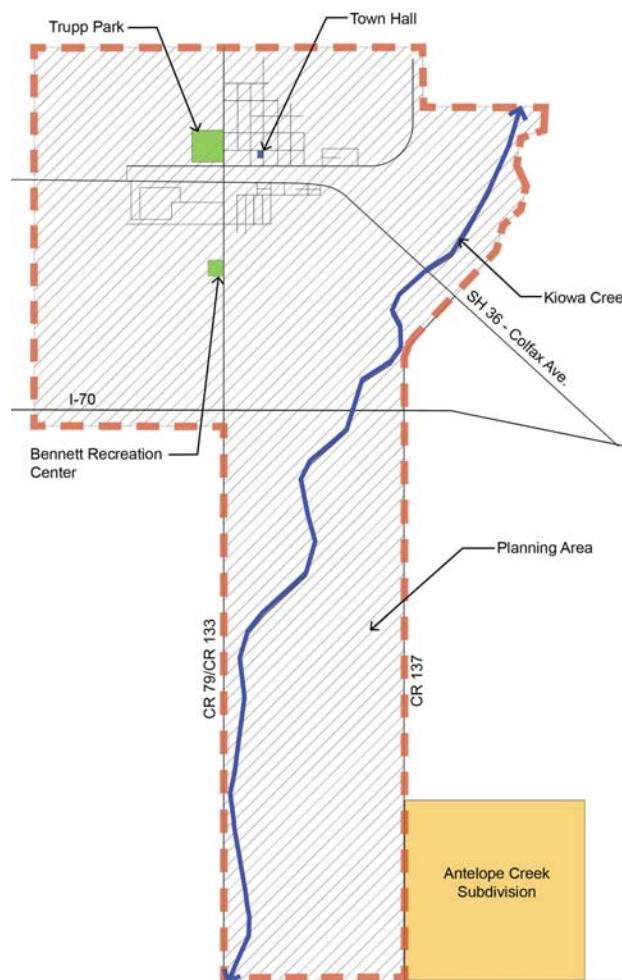 Trupp Park
Town Hall
Kiowa Cree
SH 36 - Colfax Ave.
I-70
Bennett Recreation
Center
Planning Area
CR 79/CR 133
CR 137
Antelope Creek
Subdivision